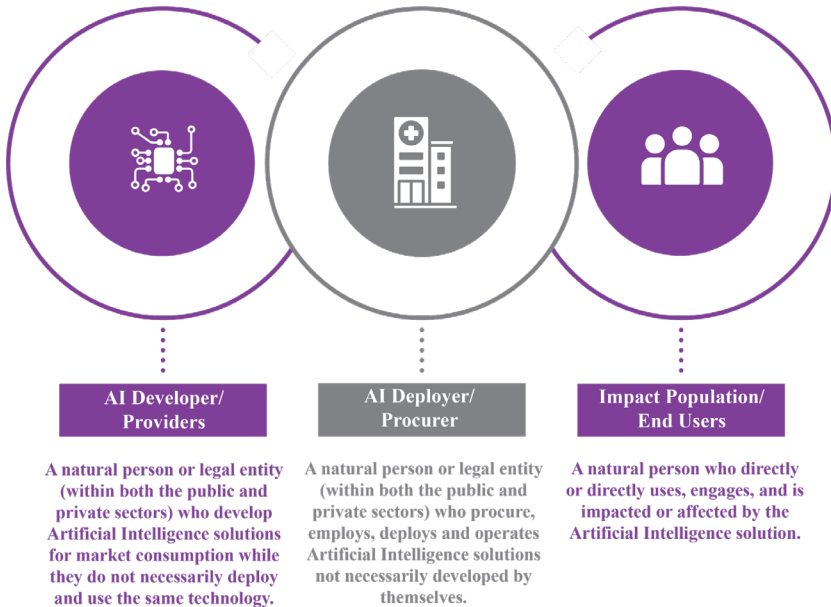 AI Developer/
Providers
A natural person or legal entity
(within both the public and
private sectors) who develop
Artificial Intelligence solutions
for market consumption while
they do not necessarily deploy
and use the same technology.
AI Deployer/
Procurer
A natural person or legal entity
(within both the public and
private sectors) who procure,
employs, deploys and operates
Artificial Intelligence solutions
not necessarily developed by
themselves.
Impact Population/
End Users
A natural person who directly
or directly uses, engages, and is
impacted or affected by the
Artificial Intelligence solution.